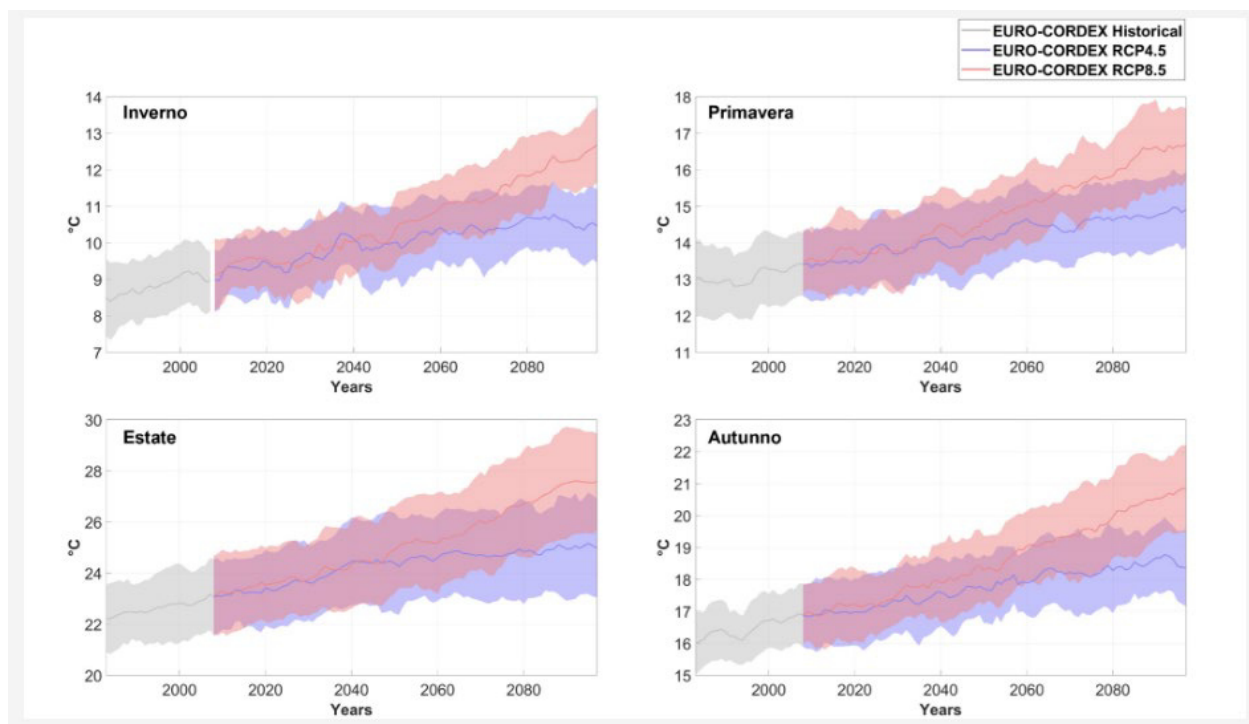 EURO-CORDEX Historical
EURO-CORDEX RCP4.5
EURO-CORDEX RCP8.5
Inverno
14
13
12
11
10
9
8
7
°C
2000 2020 2040 2060 2080
Years
Primavera
18
17
16
15
14
13
12
11
°C
2000 2020 2040 2060 2080
Years
Estate
30
28
26
24
22
20
°C
2000 2020 2040 2060 2080
Years
Autunno
23
22
21
20
19
18
17
16
15
°C
2000 2020 2040 2060 2080
Years